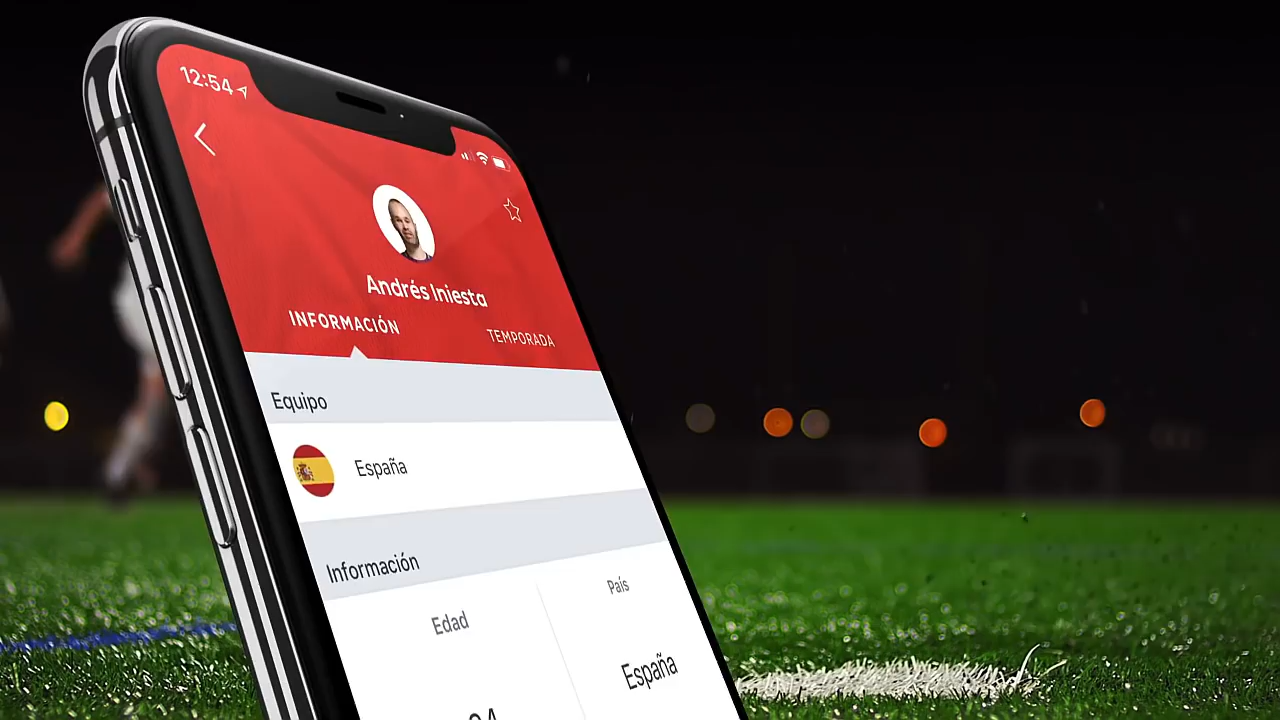 12:54
Andrés Iniesta
INFORMACIÓN
TEMPORADA
Equipo
España
Información
Edad
País
España